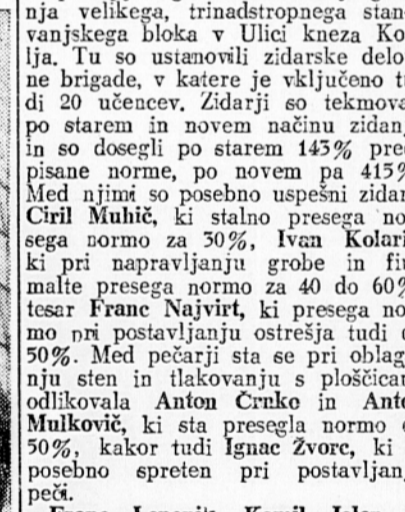 nja velikega, trinadstropnega stan-
vanjskega bloka v Ulici kneza Ko-
lja. Tu so ustanovili zidarske delo-
ne brigade, v katere je vključeno t
di 20 učencev. Zidarji so tekmova
po starem in novem načinu zidan
in so dosegli po starem 143% pre
pisane norme, po novem pa 415%
Med njimi so posebno uspešni zidar
Ciril Muhič, ki stalno presega no
sega normo za 30%, Ivan Kolari
ki pri napravljanju grobe in fi
malte presega normo za 40 do 60%
tesar Franc Najvirt, ki presega no
mo pri postavljanju ostrešja tudi
50%. Med pečarji sta se pri oblag
nju sten in tlakovanju s ploščicam
odlikovala Anton Črnko in Anto
Mulkovič, ki sta presegla normo
50%, kakor tudi Ignac Žvorc, ki
posebno spreten pri postavljan
peči.